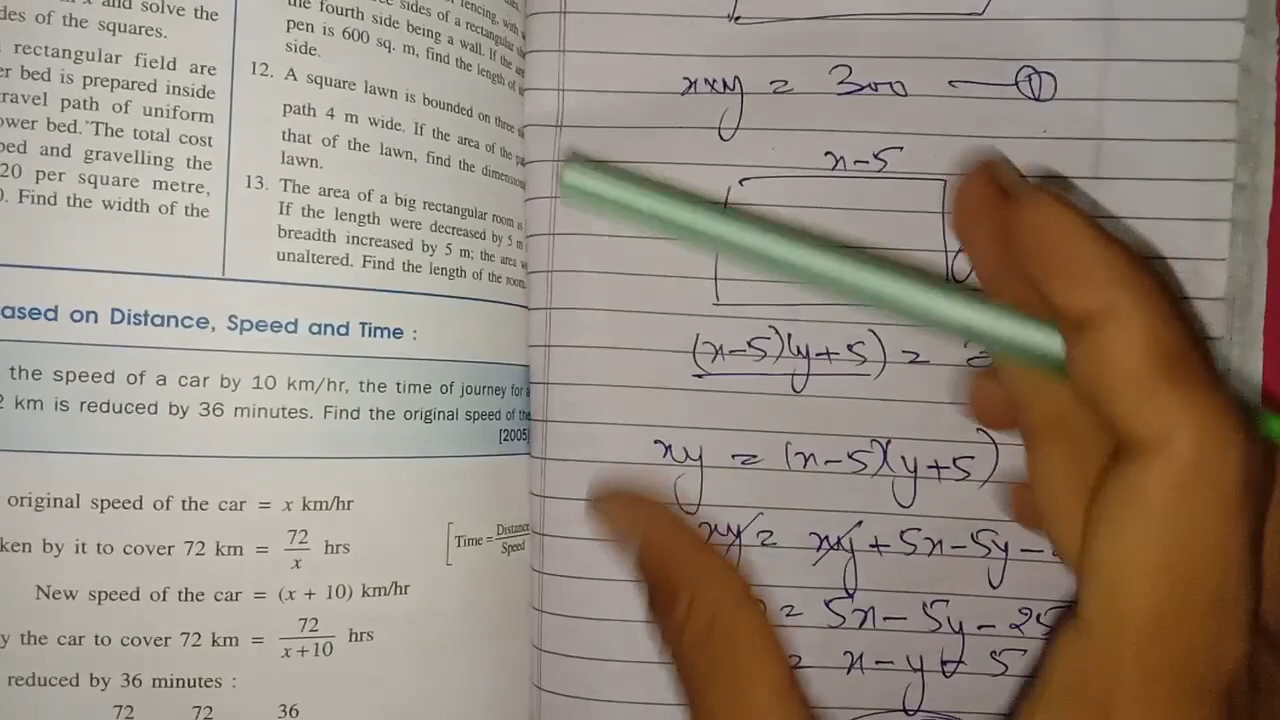 and solve the
des of the squares.
rectangular field are
er bed is prepared inside
ravel path of uniform
ower bed. The total cost
bed and gravelling the
20 per square metre,
). Find the width of the
sides of a rectangular
the fourth side being a wall. If the
pen is 600 sq. m, find the length of
side.
12. A square lawn is bounded on three
path 4 m wide. If the area of the
that of the lawn, find the dimensions
lawn.
13. The area of a big rectangular room is
If the length were decreased by 5 m
breadth increased by 5 m; the area
unaltered. Find the length of the room.
ased on Distance, Speed and Time :
the speed of a car by 10 km/hr, the time of journey for
2 km is reduced by 36 minutes. Find the original speed of the
[2005]
original speed of the car = x km/hr
ken by it to cover 72 km = 72/x hrs
[Time = Distance/Speed
New speed of the car = (x + 10) km/hr
y the car to cover 72 km = 72/x+10 hrs
reduced by 36 minutes :
72 72 36
x×y = 300 — ①
x-5
(x-5)(y+5) =
xy = (x-5)(y+5)
xy = xy + 5x - 5y -
= 5x - 5y - 25
= x - y - 5